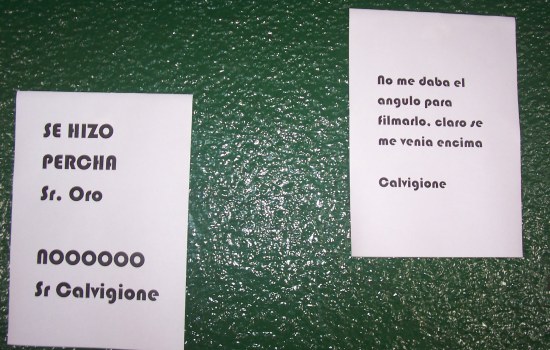 SE HIZO
PERCHA
Sr. Oro
NOOOOOO
Sr Calvigione
No me daba el
angulo para
filmarlo, claro se
me venia encima
Calvigione